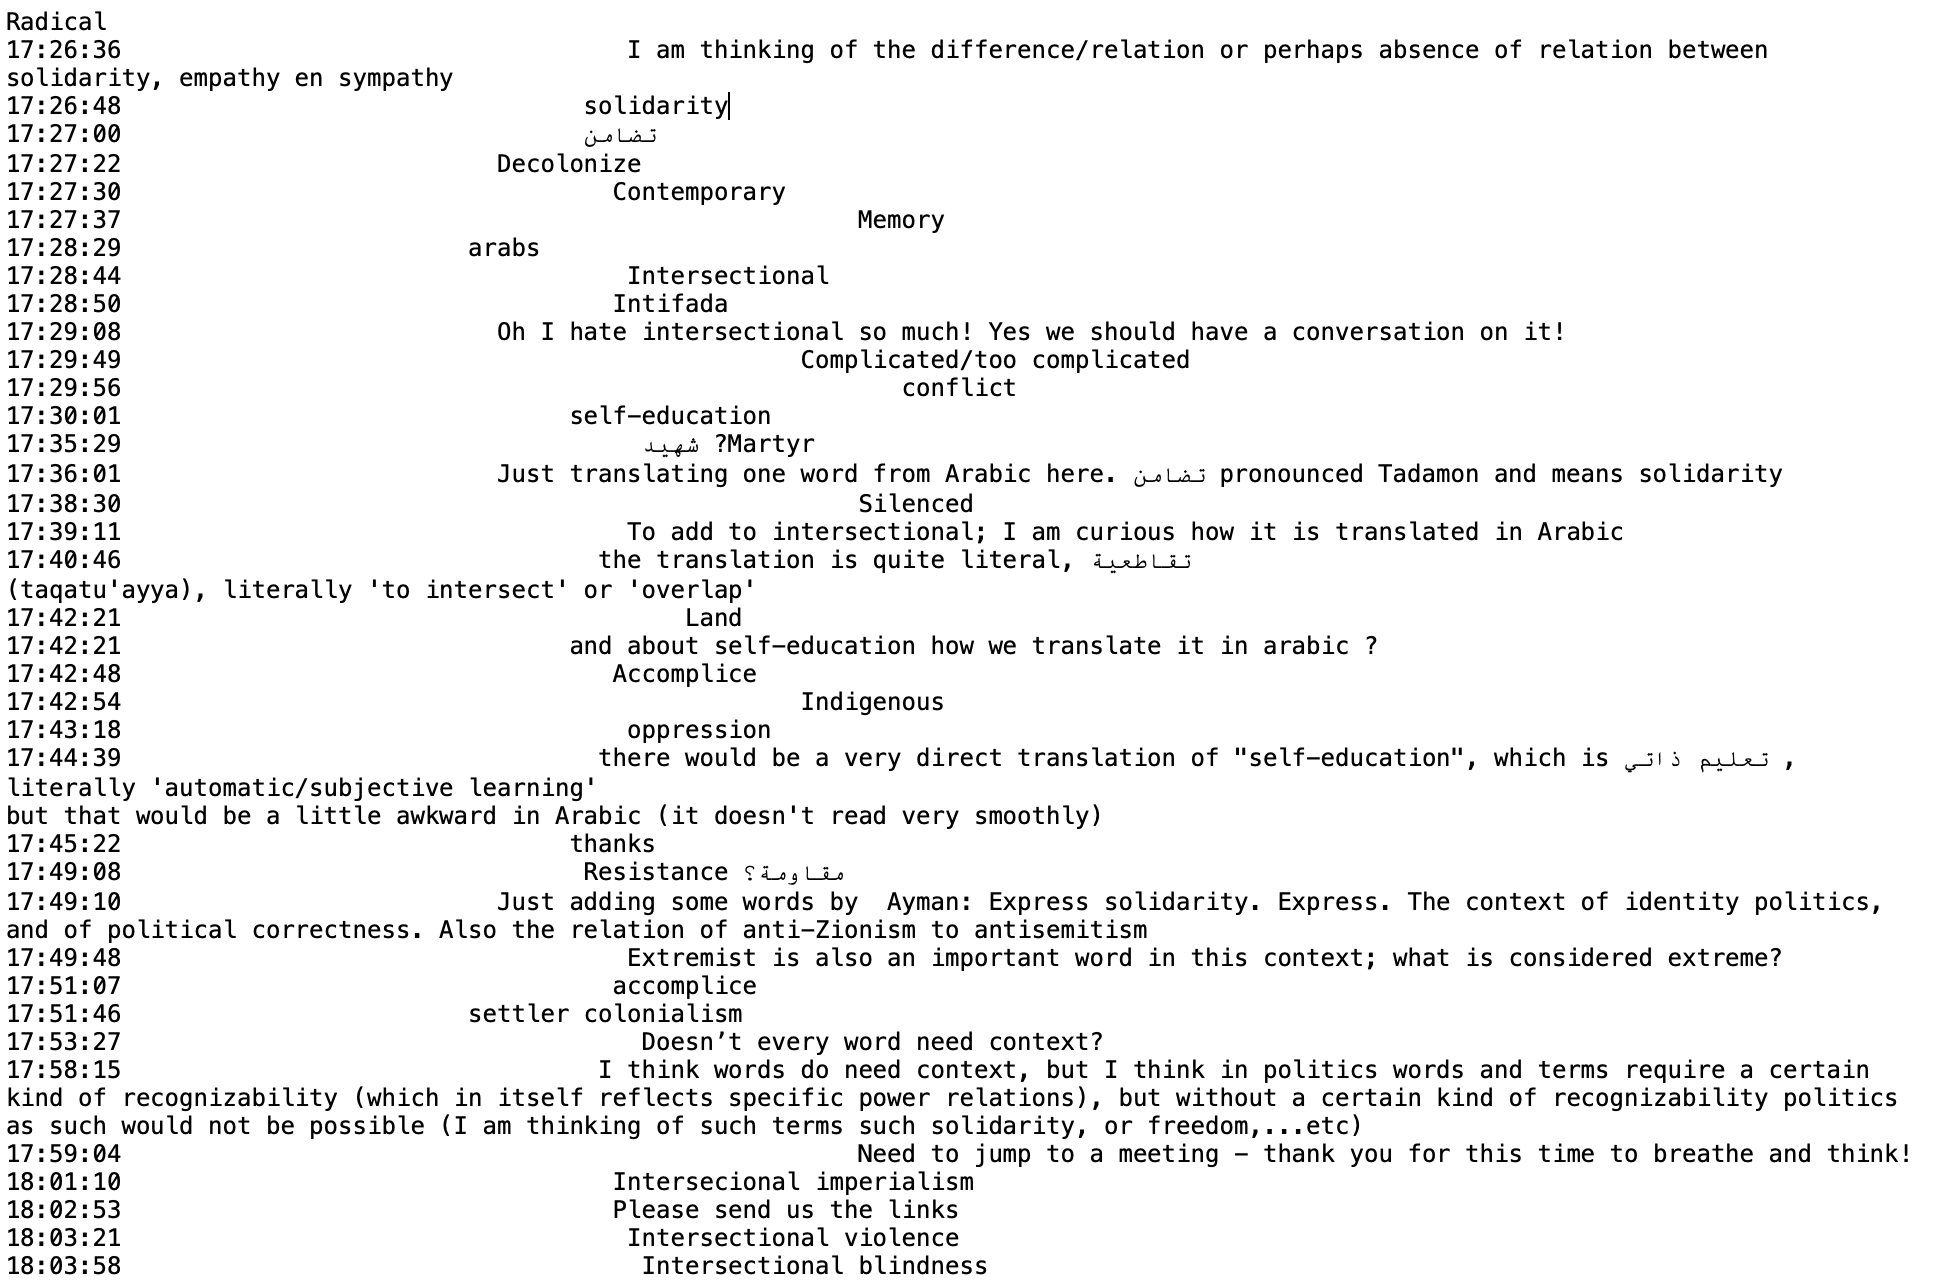 Radical
17:26:36 I am thinking of the difference/relation or perhaps absence of relation between
solidarity, empathy en sympathy
17:26:48 solidarity
17:27:00 تضامن
17:27:22 Decolonize
17:27:30 Contemporary
17:27:37 Memory
17:28:29 arabs
17:28:44 Intersectional
17:28:50 Intifada
17:29:08 Oh I hate intersectional so much! Yes we should have a conversation on it!
17:29:49 Complicated/too complicated
17:29:56 conflict
17:30:01 self-education
17:35:29 شهيد ?Martyr
17:36:01 Just translating one word from Arabic here. تضامن pronounced Tadamon and means solidarity
17:38:30 Silenced
17:39:11 To add to intersectional; I am curious how it is translated in Arabic
17:40:46 the translation is quite literal, تقاطعية
(taqatu'ayya), literally 'to intersect' or 'overlap'
17:42:21 Land
17:42:21 and about self-education how we translate it in arabic ?
17:42:48 Accomplice
17:42:54 Indigenous
17:43:18 oppression
17:44:39 there would be a very direct translation of "self-education", which is تعليم ذاتي ,
literally 'automatic/subjective learning'
but that would be a little awkward in Arabic (it doesn't read very smoothly)
17:45:22 thanks
17:49:08 Resistance مقاومة؟
17:49:10 Just adding some words by  Ayman: Express solidarity. Express. The context of identity politics,
and of political correctness. Also the relation of anti-Zionism to antisemitism
17:49:48 Extremist is also an important word in this context; what is considered extreme?
17:51:07 accomplice
17:51:46 settler colonialism
17:53:27 Doesn’t every word need context?
17:58:15 I think words do need context, but I think in politics words and terms require a certain
kind of recognizability (which in itself reflects specific power relations), but without a certain kind of recognizability politics
as such would not be possible (I am thinking of such terms such solidarity, or freedom,...etc)
17:59:04 Need to jump to a meeting – thank you for this time to breathe and think!
18:01:10 Intersecional imperialism
18:02:53 Please send us the links
18:03:21 Intersectional violence
18:03:58 Intersectional blindness